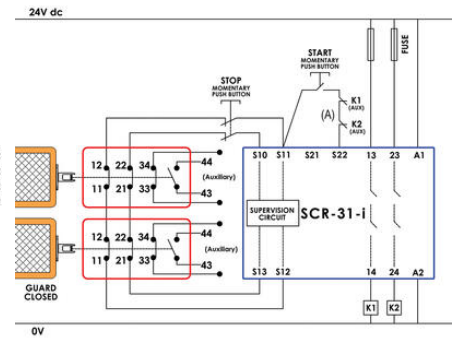 24V dc
START
MOMENTARY
PUSH BUTTON
FUSE
STOP
MOMENTARY
PUSH BUTTON
K1
(AUX)
(A)
K2
(AUX)
S10 S11 S21 S22 13 23 A1
12 22 34 44
(Auxiliary)
11 21 33 43
SUPERVISION
CIRCUIT
SCR-31-i
12 22 34 44
(Auxiliary)
11 21 33 43
S13 S12 14 24 A2
GUARD
CLOSED
K1 K2
0V